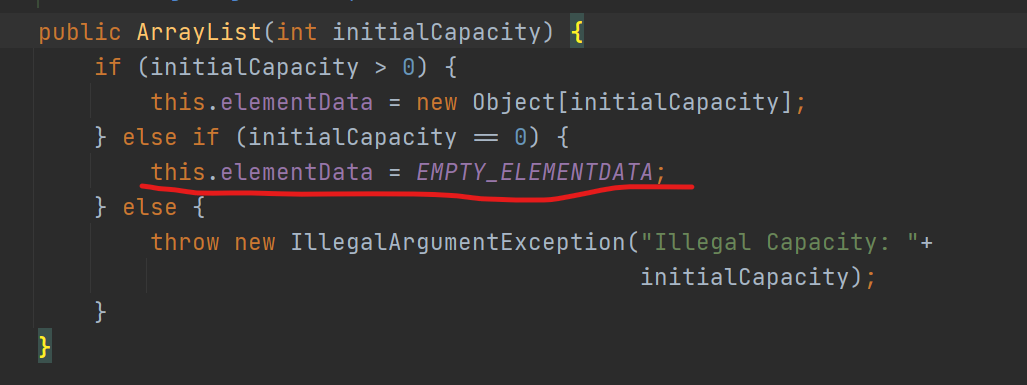 public ArrayList(int initialCapacity) {
if (initialCapacity > 0) {
this.elementData = new Object[initialCapacity];
} else if (initialCapacity == 0) {
this.elementData = EMPTY_ELEMENTDATA;
} else {
throw new IllegalArgumentException("Illegal Capacity: "+
initialCapacity);
}
}